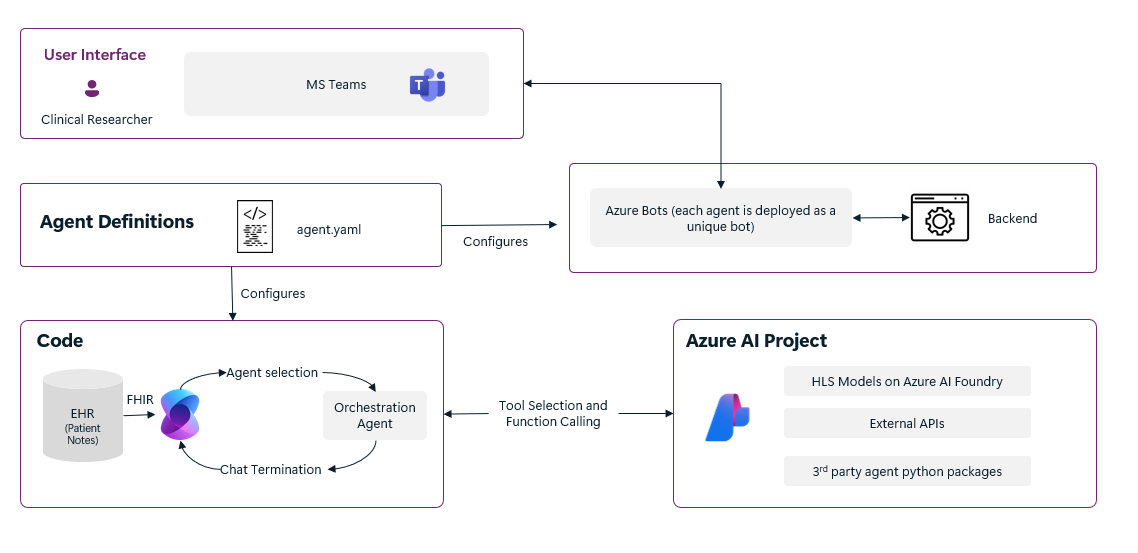 User Interface
Clinical Researcher
MS Teams
T
Agent Definitions
</>
agent.yaml
Configures
Azure Bots (each agent is deployed as a
unique bot)
Backend
Configures
Code
EHR
(Patient
Notes)
FHIR
Agent selection
Orchestration
Agent
Chat Termination
Tool Selection and
Function Calling
Azure AI Project
HLS Models on Azure AI Foundry
External APIs
3rd party agent python packages